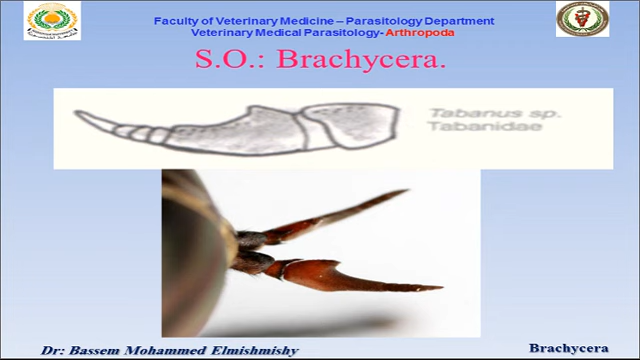 Faculty of Veterinary Medicine – Parasitology Department
Veterinary Medical Parasitology- Arthropoda
S.O.: Brachycera.
Tabanus sp.
Tabanidae
Dr: Bassem Mohammed Elmishmishy
Brachycera